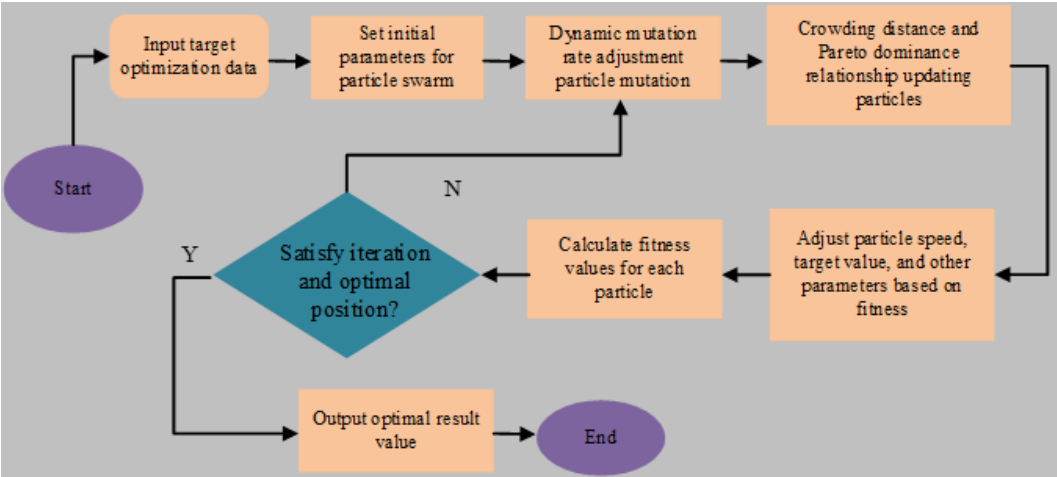 Input target
optimization data
Set initial
parameters for
particle swarm
Dynamic mutation
rate adjustment
particle mutation
Crowding distance and
Pareto dominance
relationship updating
particles
Start
N
Y
Satisfy iteration
and optimal
position?
Calculate fitness
values for each
particle
Adjust particle speed,
target value, and other
parameters based on
fitness
Output optimal result
value
End